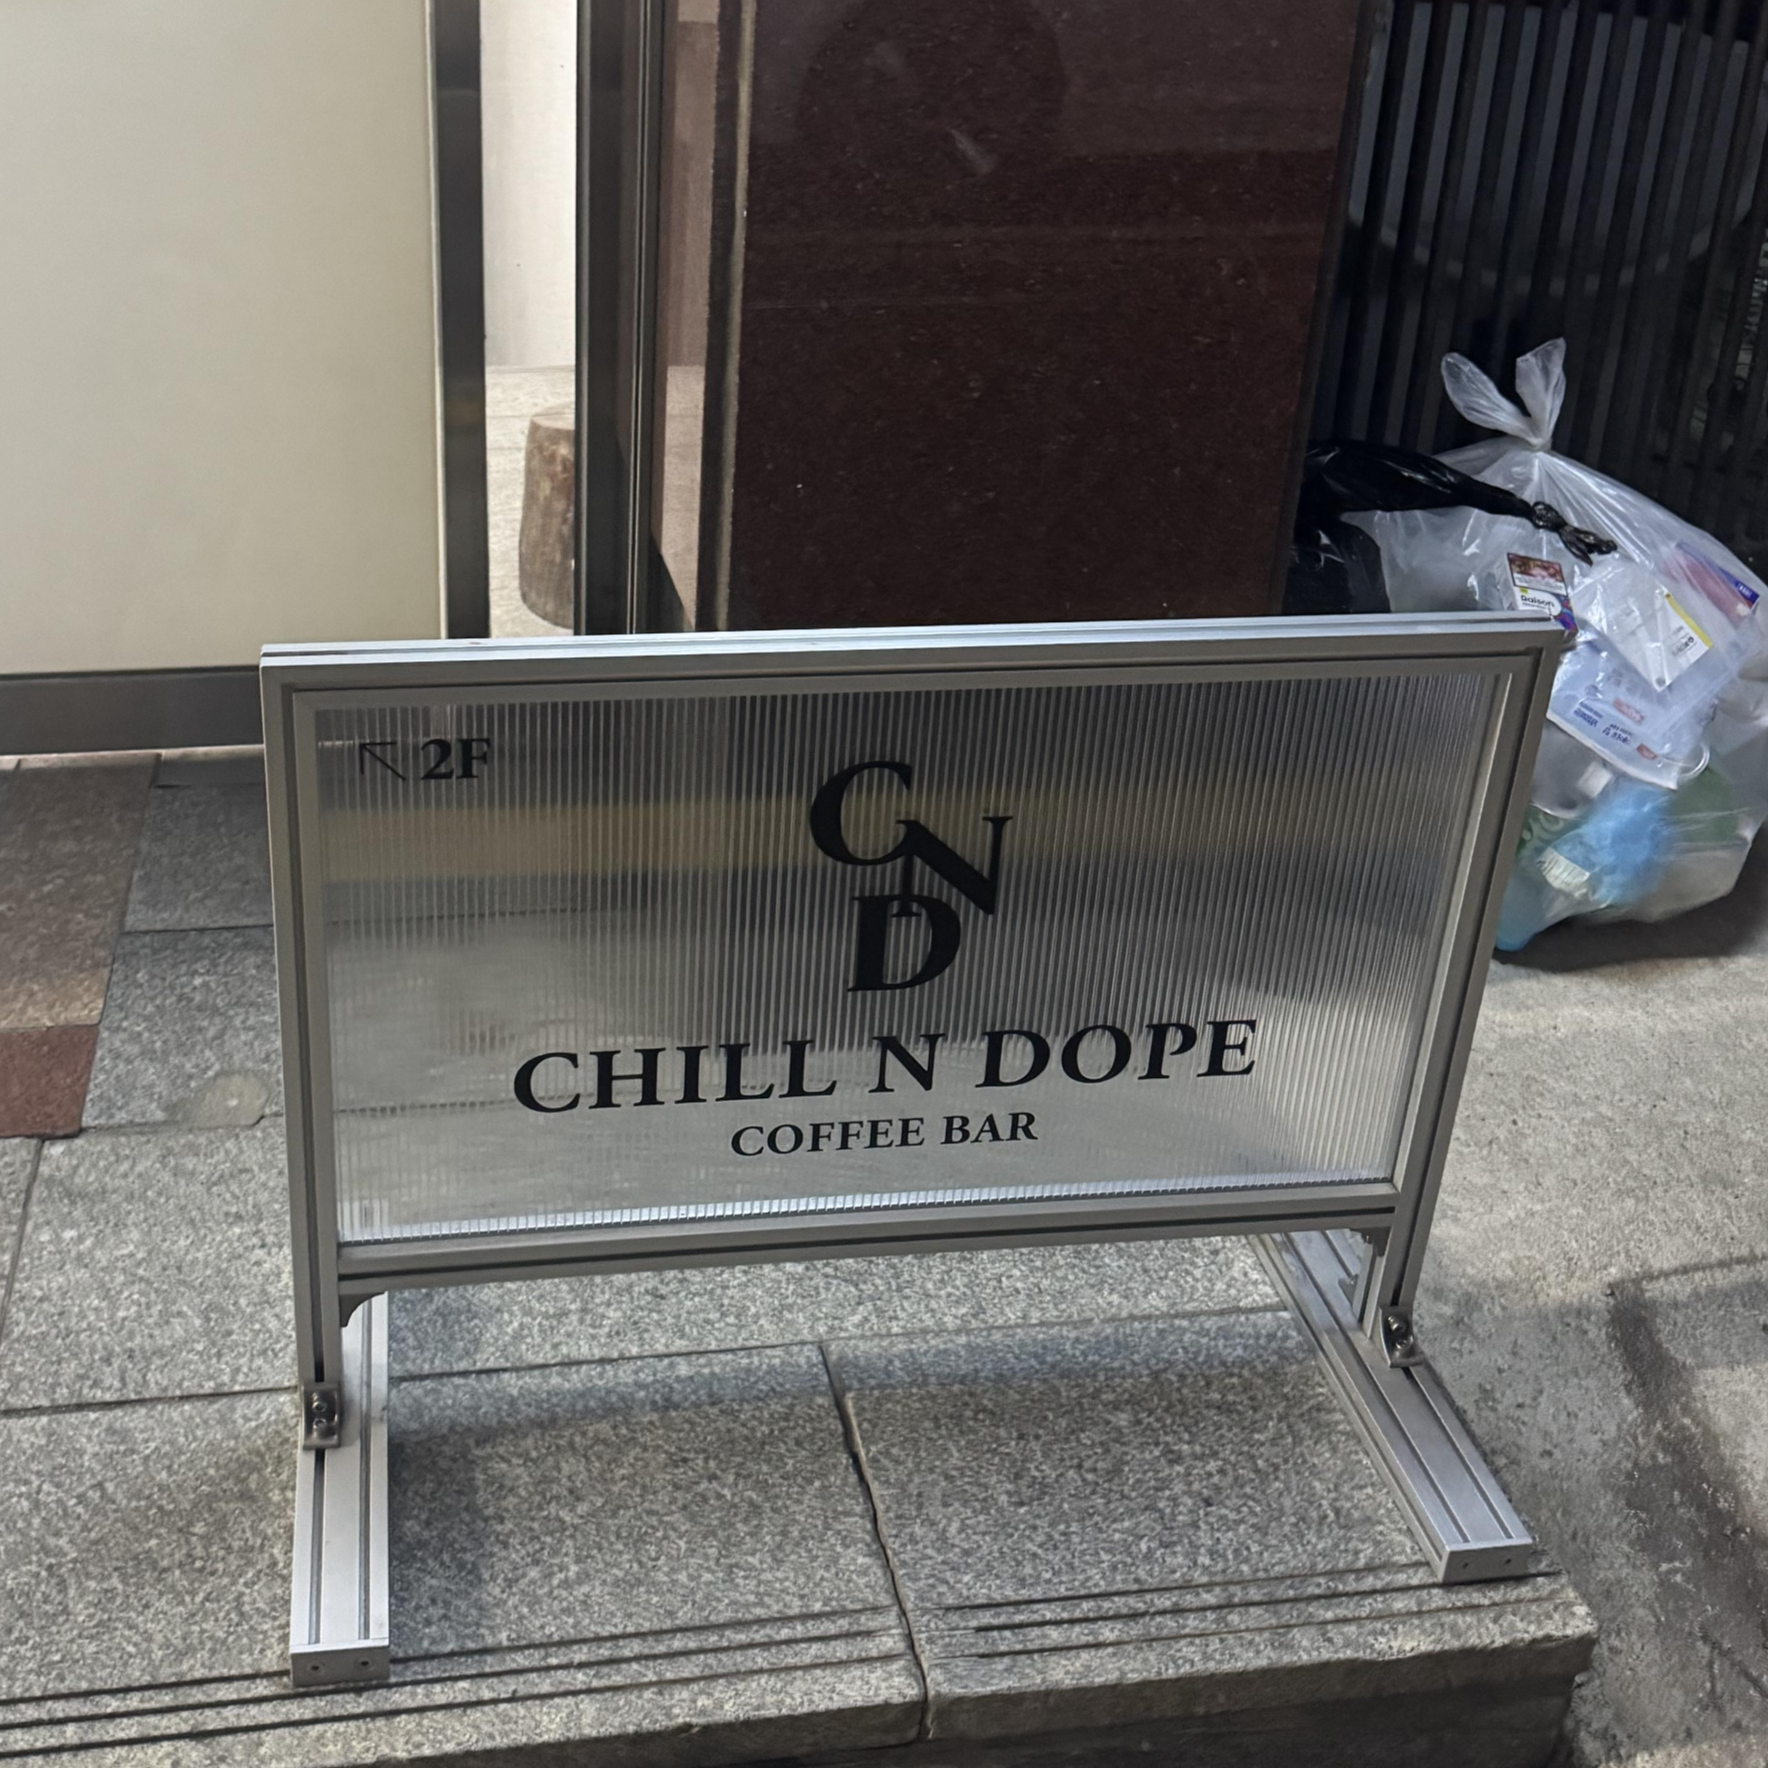 ↖ 2F
CND
CHILL N DOPE
COFFEE BAR